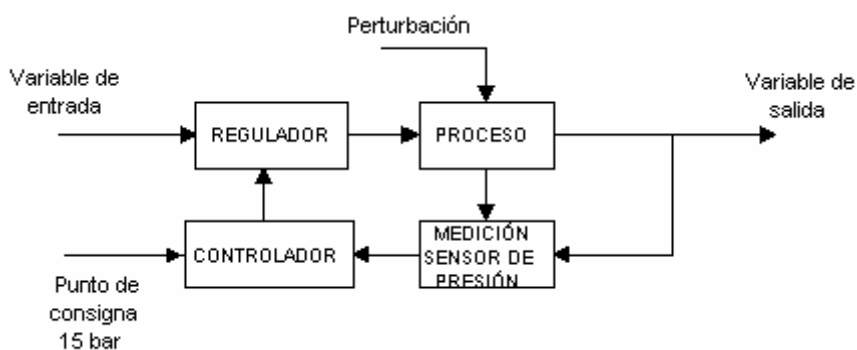 Perturbación
Variable de
entrada
Variable de
salida
REGULADOR
PROCESO
CONTROLADOR
MEDICIÓN
SENSOR DE
PRESIÓN
Punto de
consigna
15 bar